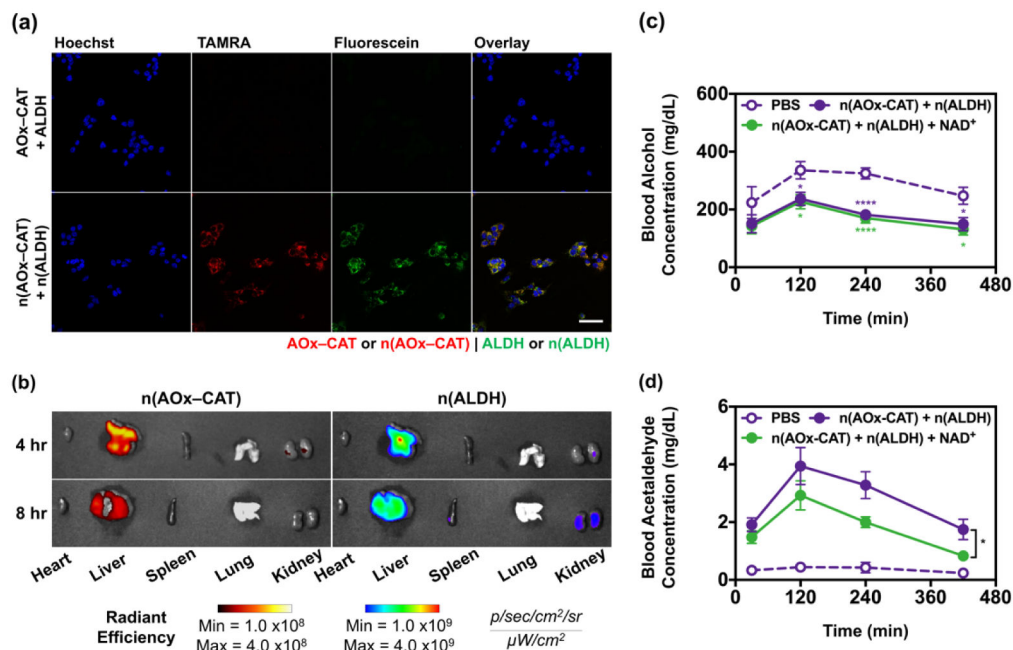 (a)
Hoechst TAMRA Fluorescein Overlay
AOx–CAT
+ ALDH
n(AOx–CAT)
+ n(ALDH)
AOx–CAT or n(AOx–CAT) | ALDH or n(ALDH)
(b)
n(AOx–CAT) n(ALDH)
4 hr
8 hr
Heart Liver Spleen Lung Kidney Heart Liver Spleen Lung Kidney
Radiant
Efficiency
Min = 1.0 x10⁸
Max = 4.0 x10⁸
Min = 1.0 x10⁹
Max = 4.0 x10⁹
p/sec/cm²/sr
µW/cm²
(c)
Blood Alcohol
Concentration (mg/dL)
600
400
200
0
PBS n(AOx-CAT) + n(ALDH)
n(AOx-CAT) + n(ALDH) + NAD⁺
* **** *
* **** *
0 120 240 360 480
Time (min)
(d)
Blood Acetaldehyde
Concentration (mg/dL)
6
4
2
0
PBS n(AOx-CAT) + n(ALDH)
n(AOx-CAT) + n(ALDH) + NAD⁺
*
0 120 240 360 480
Time (min)